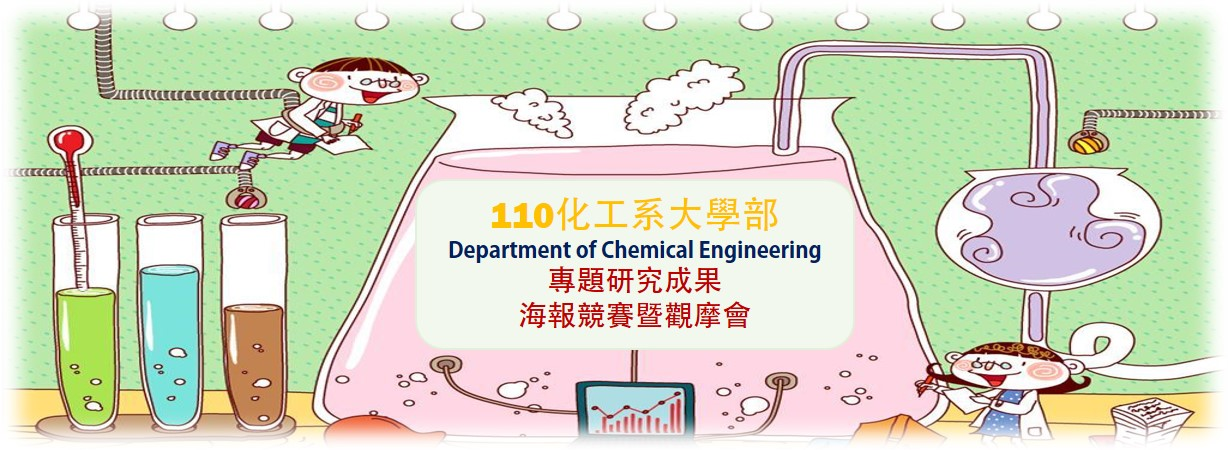 110化工系大學部
Department of Chemical Engineering
專題研究成果
海報競賽暨觀摩會